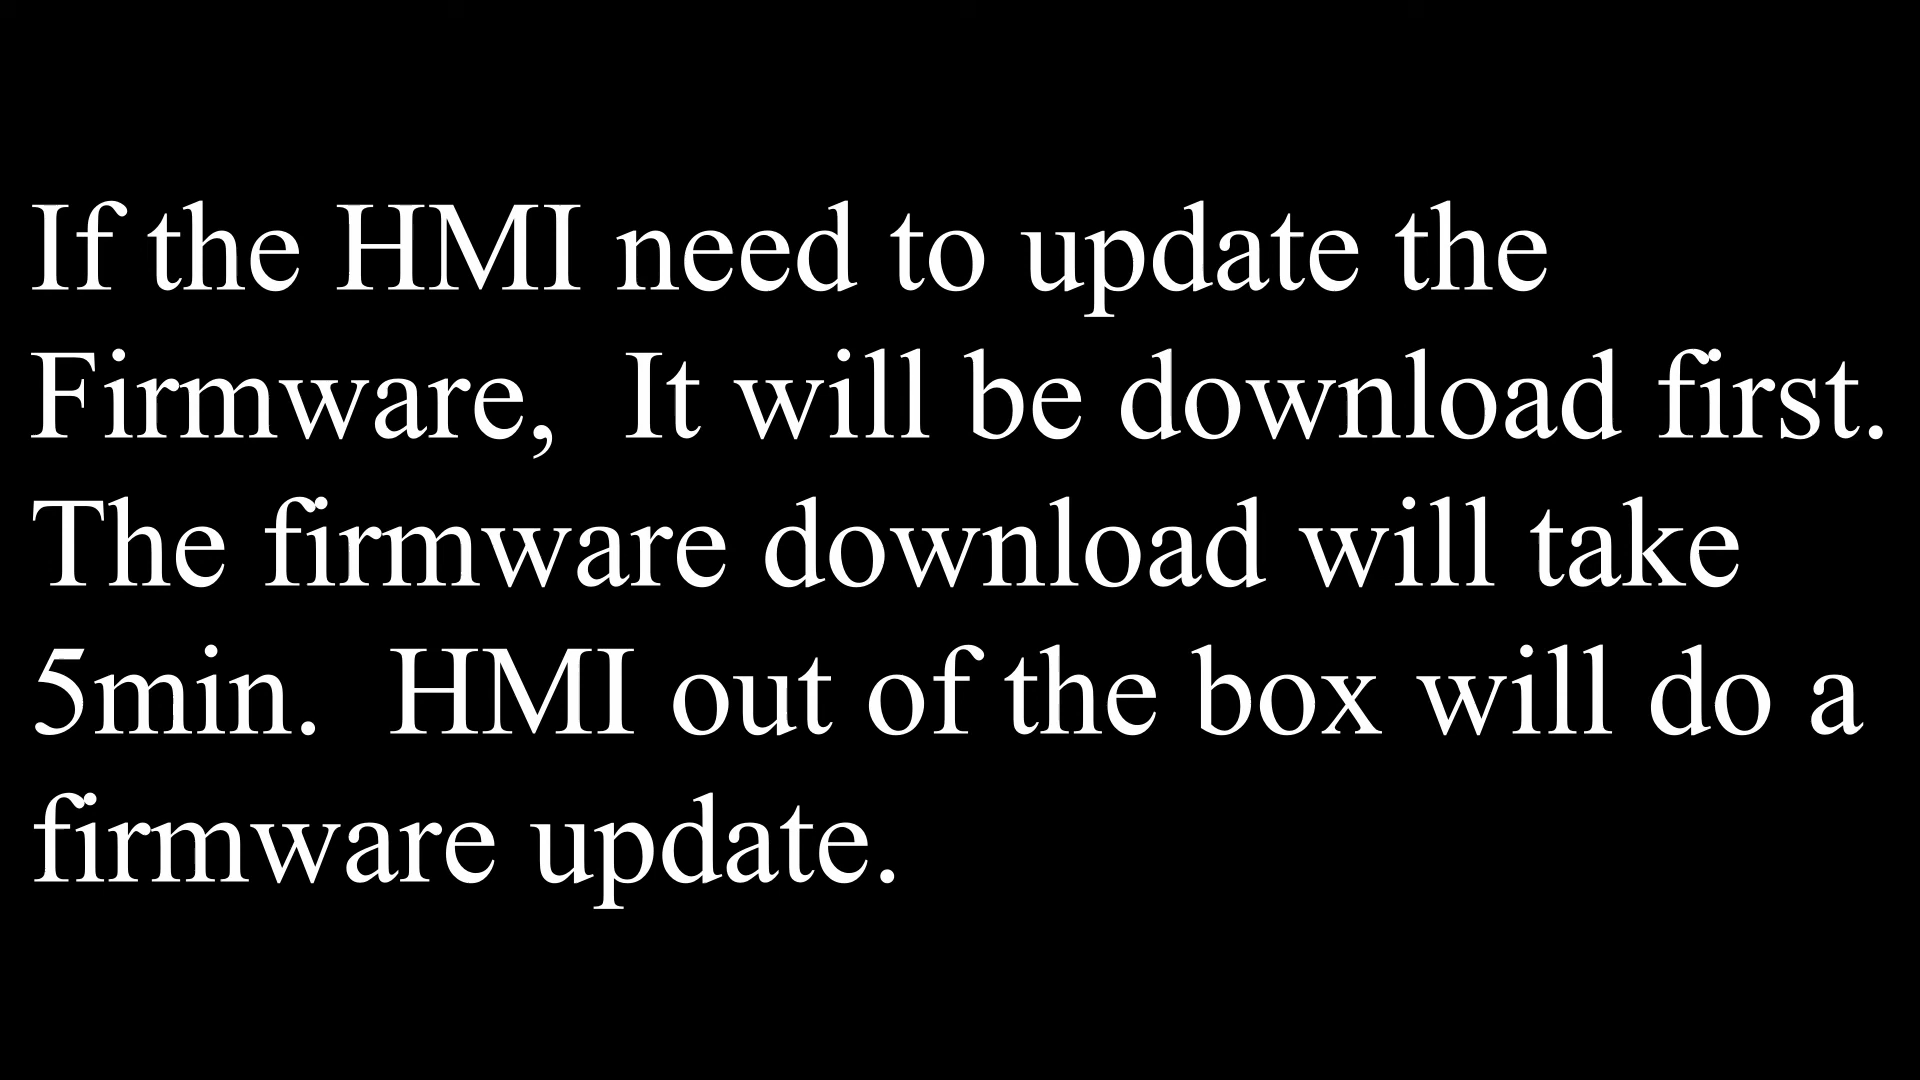 If the HMI need to update the
Firmware,  It will be download first.
The firmware download will take
5min.  HMI out of the box will do a
firmware update.